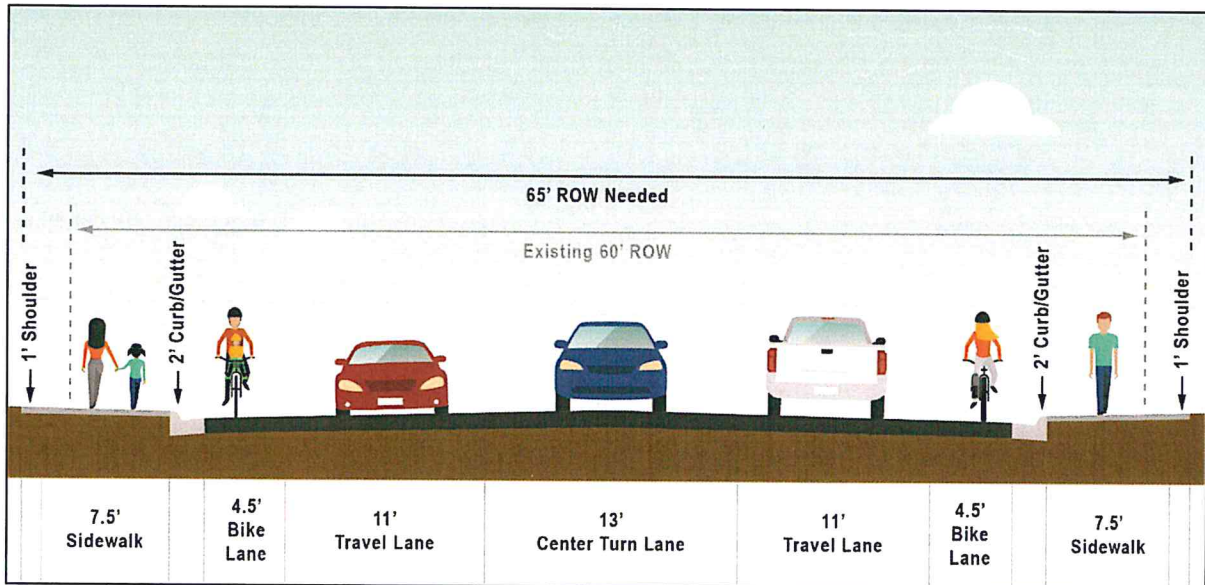 65' ROW Needed
Existing 60' ROW
1' Shoulder
2' Curb/Gutter
2' Curb/Gutter
1' Shoulder
7.5'
Sidewalk
4.5'
Bike
Lane
11'
Travel Lane
13'
Center Turn Lane
11'
Travel Lane
4.5'
Bike
Lane
7.5'
Sidewalk